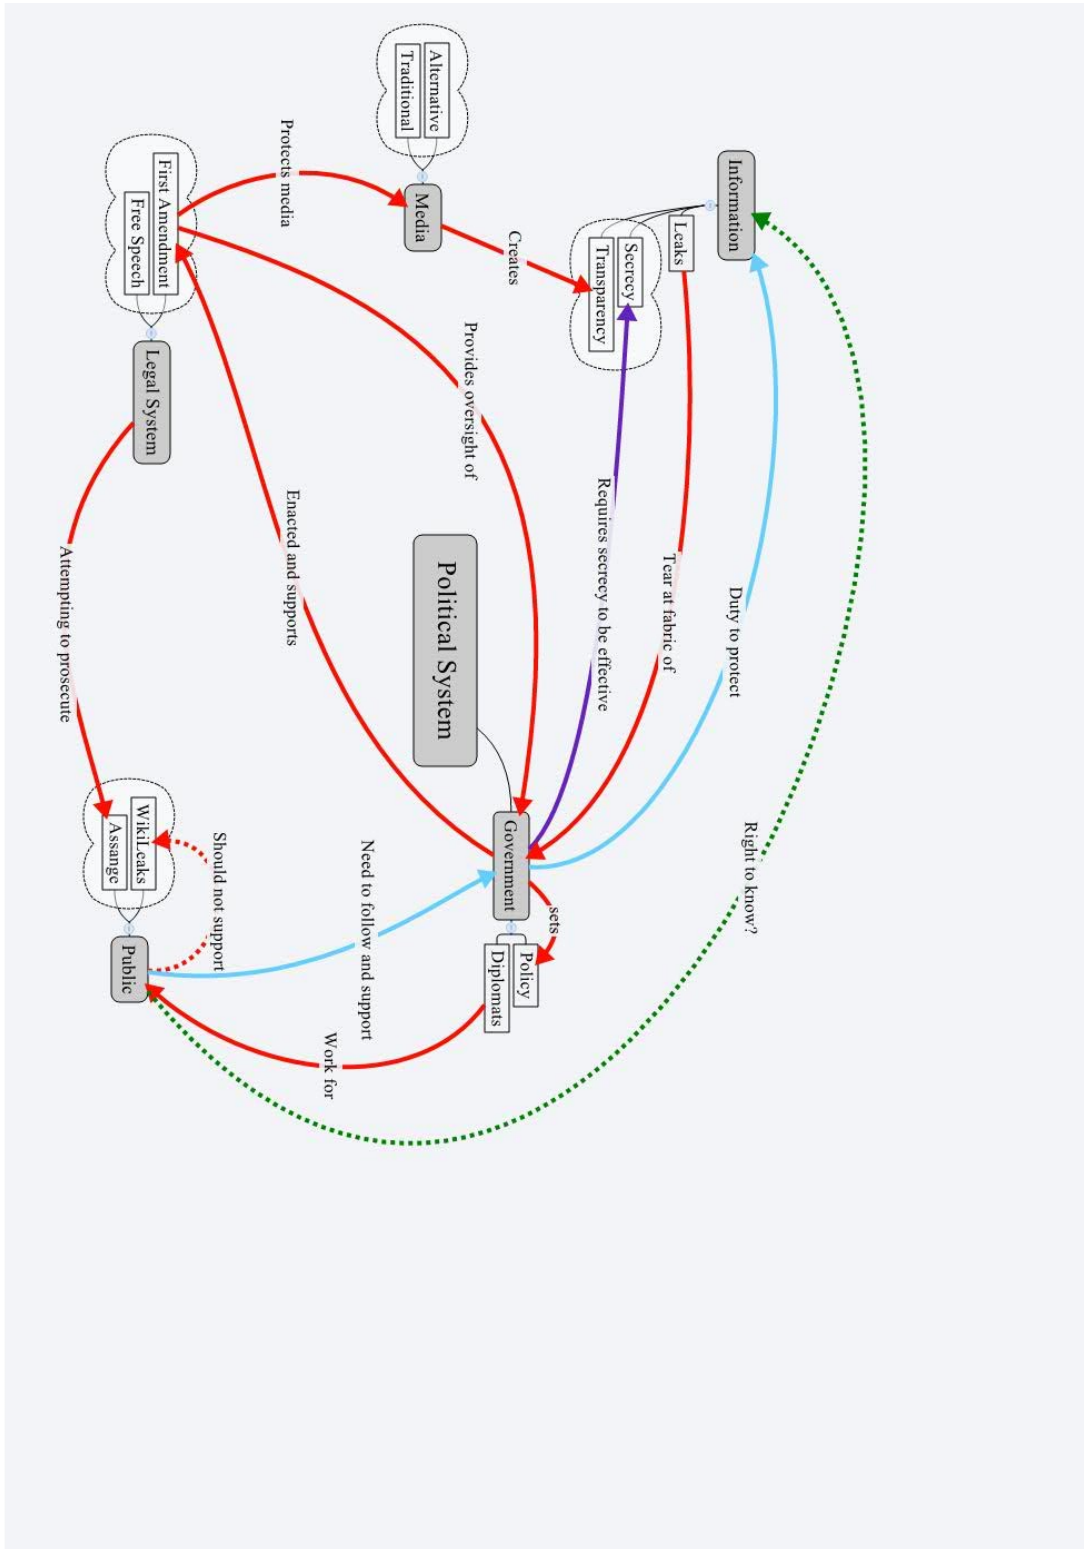 Information
Leaks
Secrecy
Transparency
Alternative
Traditional
Media
Creates
Protects media
First Amendment
Free Speech
Legal System
Provides oversight of
Enacted and supports
Requires secrecy to be effective
Tear at fabric of
Duty to protect
Right to know?
Political System
Government
sets
Policy
Diplomats
Attempting to prosecute
WikiLeaks
Assange
Public
Should not support
Need to follow and support
Work for